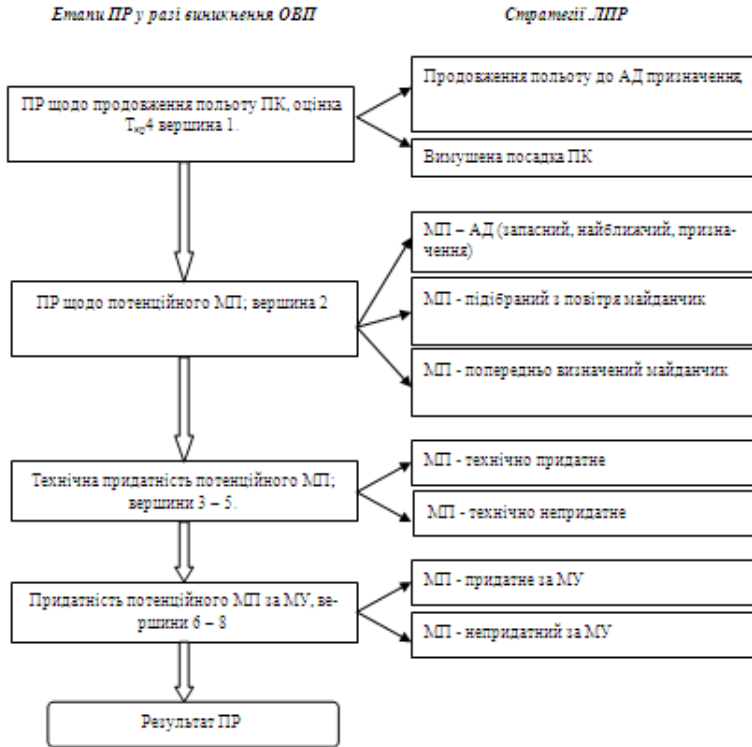 Етапи ПР у разі виникнення ОВП
Стратегії ЛПР
ПР щодо продовження польоту ПК, оцінка
Ткр4 вершина 1.
Продовження польоту до АД призначення,
Вимушена посадка ПК
ПР щодо потенційного МП; вершина 2
МП – АД (запасний, найближчий, призна-
чення)
МП - підібраний з повітря майданчик
МП - попередньо визначений майданчик
Технічна придатність потенційного МП;
вершини 3 – 5.
МП - технічно придатне
МП - технічно непридатне
Придатність потенційного МП за МУ, ве-
ршини 6 – 8
МП - придатне за МУ
МП - непридатний за МУ
Результат ПР